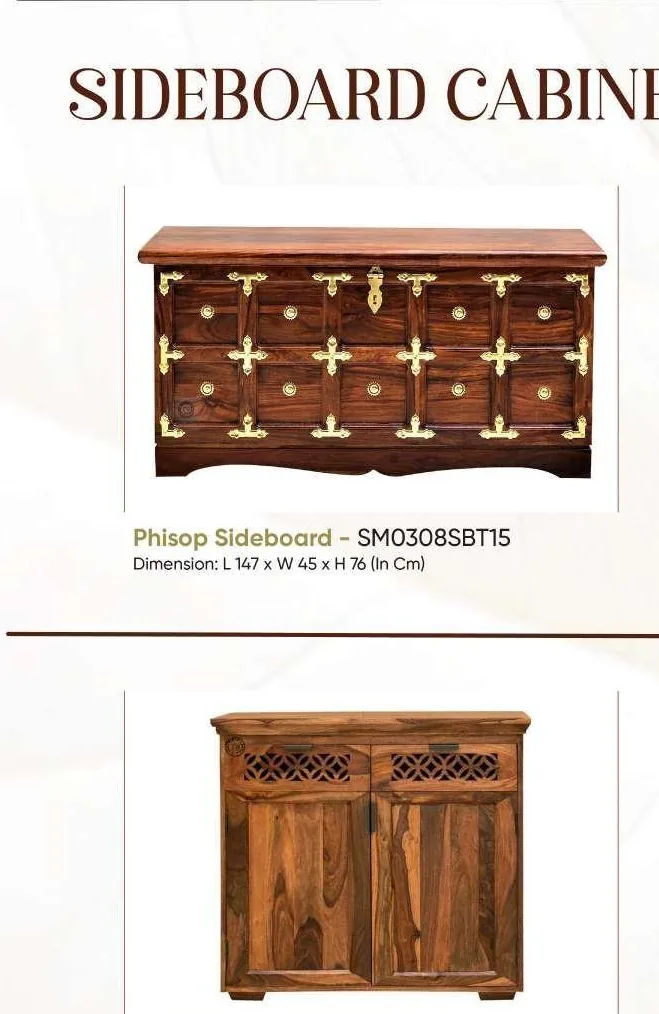 SIDEBOARD CABINE
Phisop Sideboard - SM0308SBT15
Dimension: L 147 x W 45 x H 76 (In Cm)